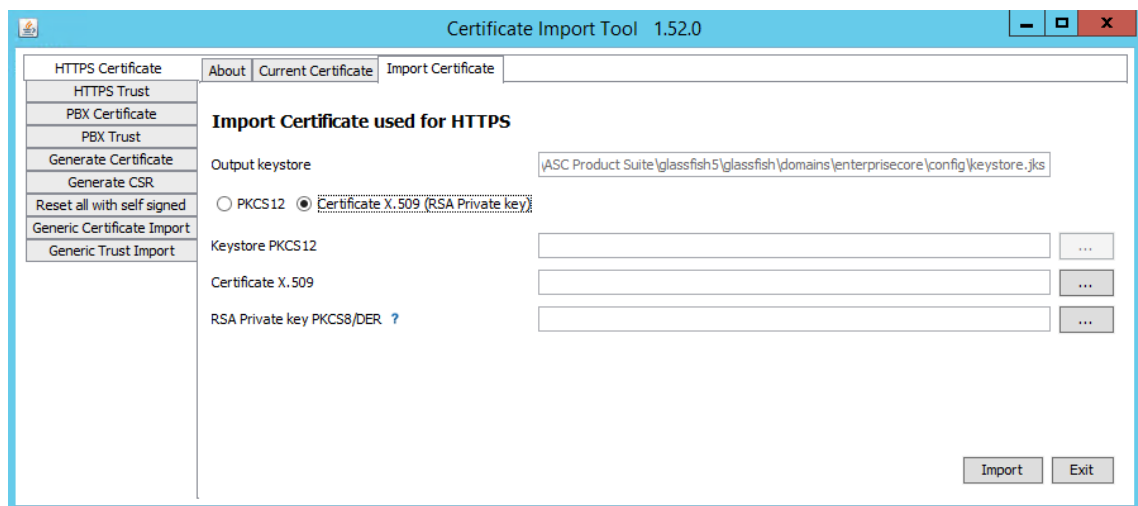 Certificate Import Tool 1.52.0
HTTPS Certificate
HTTPS Trust
PBX Certificate
PBX Trust
Generate Certificate
Generate CSR
Reset all with self signed
Generic Certificate Import
Generic Trust Import
About Current Certificate Import Certificate
Import Certificate used for HTTPS
Output keystore \ASC Product Suite\glassfish5\glassfish\domains\enterprisecore\config\keystore.jks
PKCS12 Certificate X.509 (RSA Private key)
Keystore PKCS12 ...
Certificate X.509 ...
RSA Private key PKCS8/DER ? ...
Import Exit